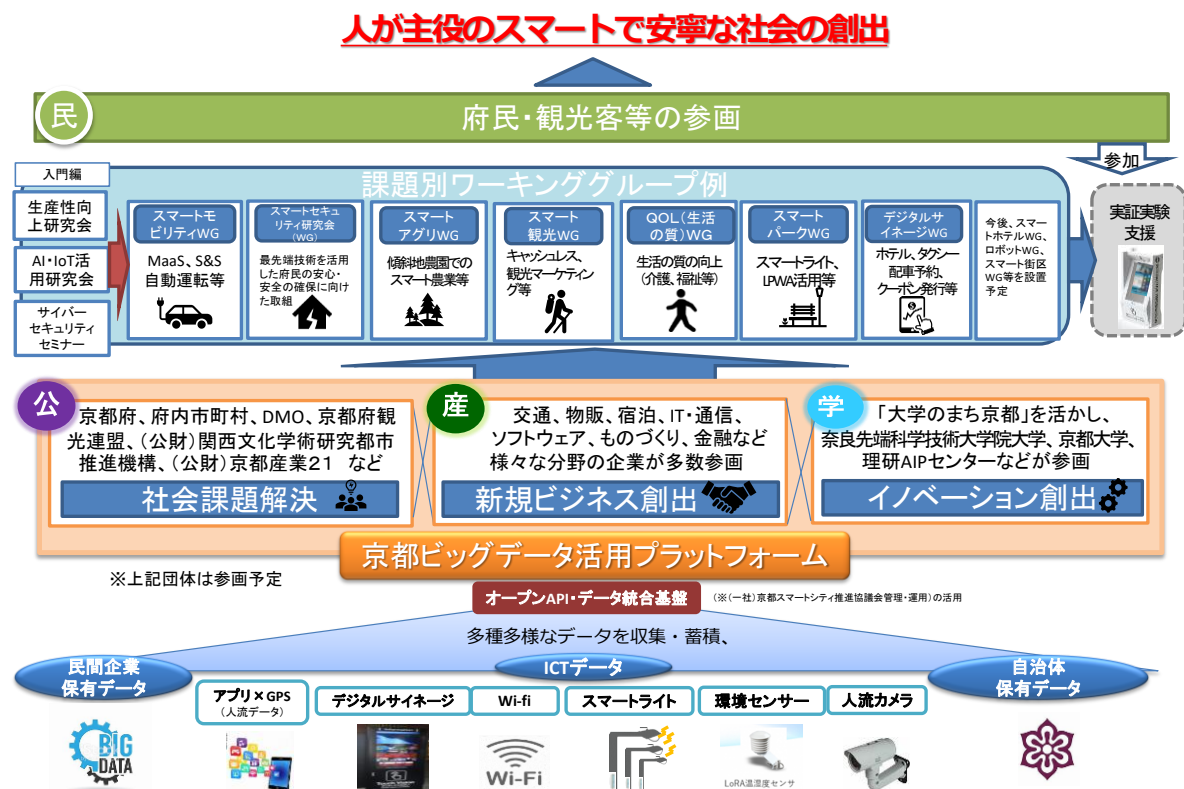 人が主役のスマートで安寧な社会の創出
民
府民・観光客等の参画
参加
入門編
生産性向
上研究会
AI・IoT活
用研究会
サイバー
セキュリティ
セミナー
課題別ワーキンググループ例
スマートモ
ビリティWG
MaaS、S&S
自動運転等
スマートセキュ
リティ研究会
(WG)
最先端技術を活用
した府民の安心・
安全の確保に向け
た取組
スマート
アグリWG
傾斜地農園での
スマート農業等
スマート
観光WG
キャッシュレス、
観光マーケティン
グ等
QOL(生活
の質)WG
生活の質の向上
(介護、福祉等)
スマート
パークWG
スマートライト、
LPWA活用等
デジタルサ
イネージWG
ホテル、タクシー
配車予約、
クーポン発行等
今後、スマー
トホテルWG、
ロボットWG、
スマート街区
WG等を設置
予定
実証実験
支援
公
京都府、府内市町村、DMO、京都府観
光連盟、(公財)関西文化学術研究都市
推進機構、(公財)京都産業21 など
社会課題解決
産
交通、物販、宿泊、IT・通信、
ソフトウェア、ものづくり、金融など
様々な分野の企業が多数参画
新規ビジネス創出
学
「大学のまち京都」を活かし、
奈良先端科学技術大学院大学、京都大学、
理研AIPセンターなどが参画
イノベーション創出
京都ビッグデータ活用プラットフォーム
※上記団体は参画予定
オープンAPI・データ統合基盤
(※(一社)京都スマートシティ推進協議会管理・運用)の活用
多種多様なデータを収集・蓄積、
民間企業
保有データ
ICTデータ
自治体
保有データ
アプリ×GPS
(人流データ)
デジタルサイネージ
Wi-fi
スマートライト
環境センサー
人流カメラ
BIG
DATA
Wi-Fi
LoRA温湿度センサ